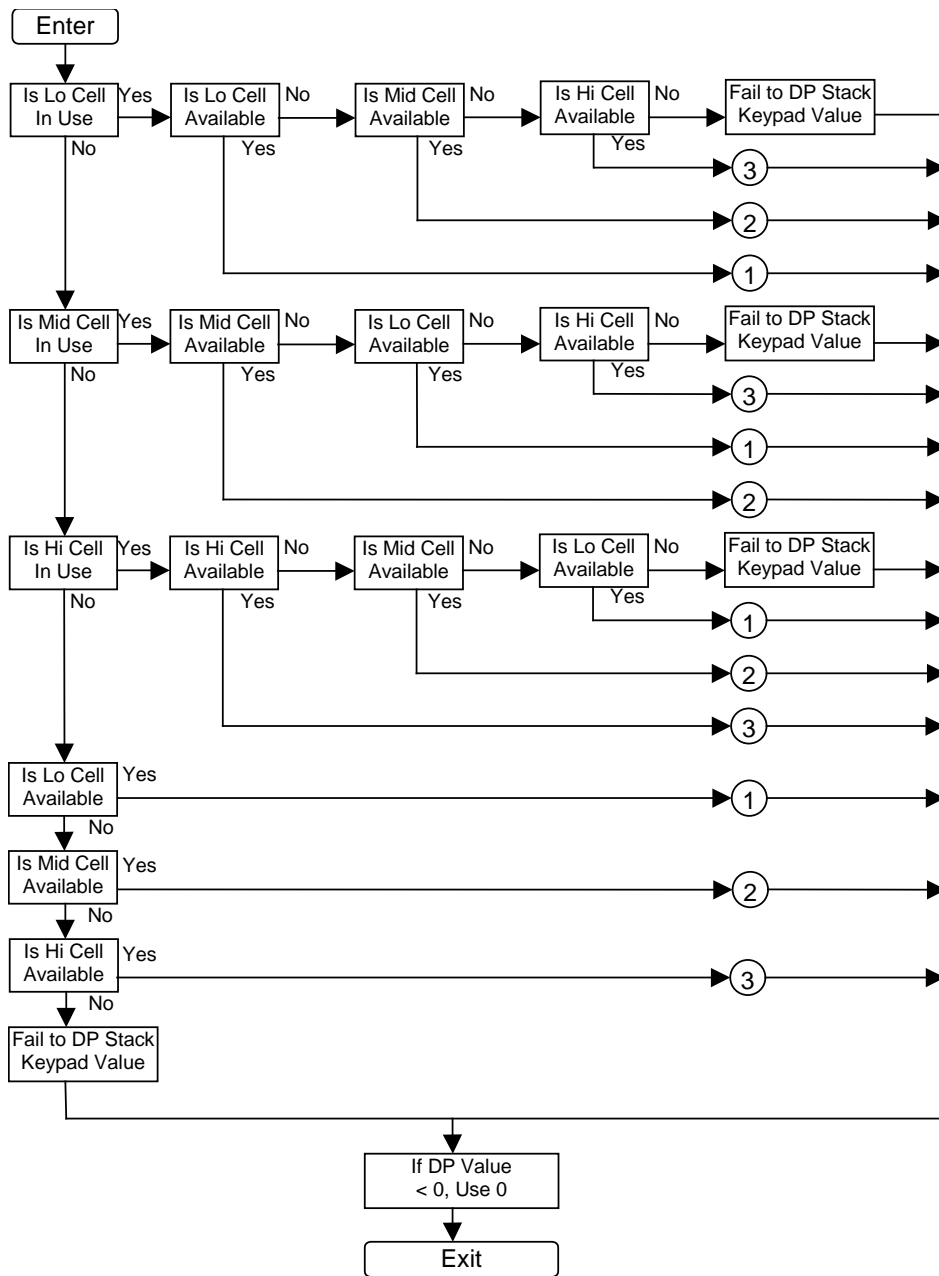 Enter
Is Lo Cell
In Use
Yes
No
Is Lo Cell
Available
No
Yes
Is Mid Cell
Available
No
Yes
Is Hi Cell
Available
No
Yes
Fail to DP Stack
Keypad Value
3
2
1
Is Mid Cell
In Use
Yes
No
Is Mid Cell
Available
No
Yes
Is Lo Cell
Available
No
Yes
Is Hi Cell
Available
No
Yes
Fail to DP Stack
Keypad Value
3
1
2
Is Hi Cell
In Use
Yes
No
Is Hi Cell
Available
No
Yes
Is Mid Cell
Available
No
Yes
Is Lo Cell
Available
No
Yes
Fail to DP Stack
Keypad Value
1
2
3
Is Lo Cell
Available
Yes
No
1
Is Mid Cell
Available
Yes
No
2
Is Hi Cell
Available
Yes
No
3
Fail to DP Stack
Keypad Value
If DP Value
< 0, Use 0
Exit